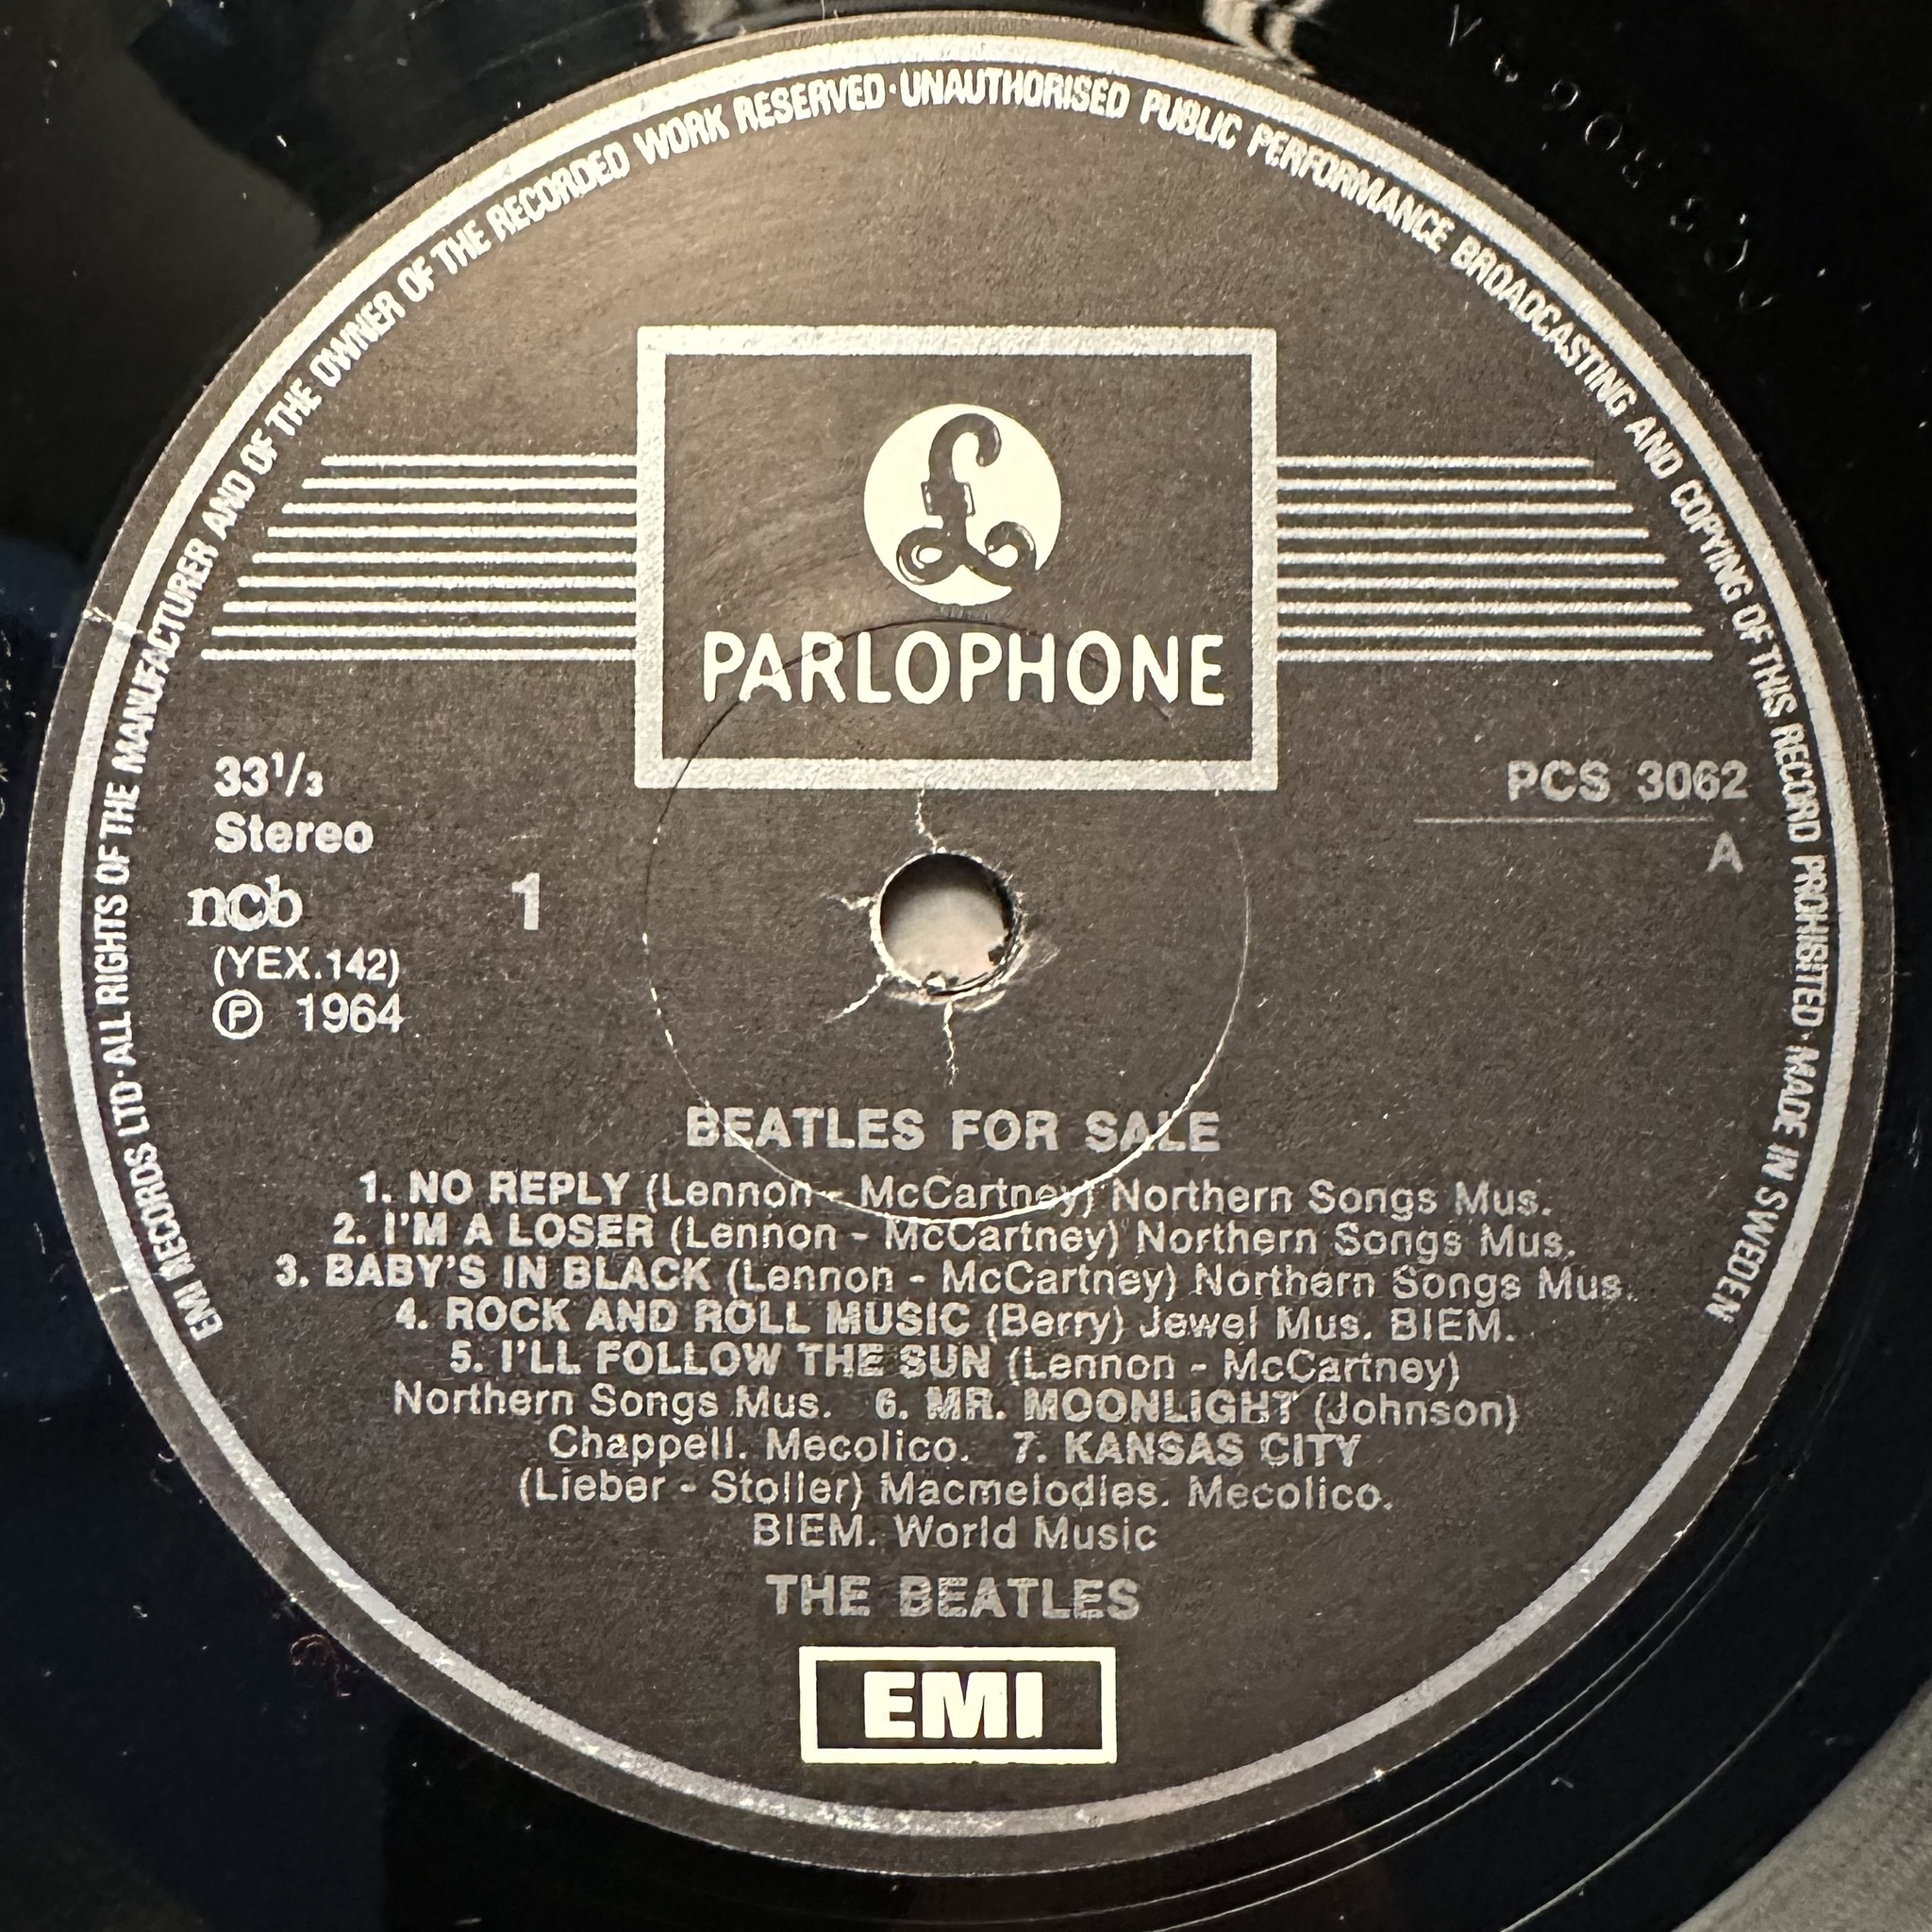 EMI RECORDS LTD · ALL RIGHTS OF THE MANUFACTURER AND OF THE OWNER OF THE RECORDED WORK RESERVED · UNAUTHORISED PUBLIC PERFORMANCE BROADCASTING AND COPYING OF THIS RECORD PROHIBITED · MADE IN SWEDEN
PARLOPHONE
33 1/3
Stereo
ncb
(YEX.142)
℗ 1964
1
PCS 3062
A
BEATLES FOR SALE
1. NO REPLY (Lennon - McCartney) Northern Songs Mus.
2. I'M A LOSER (Lennon - McCartney) Northern Songs Mus.
3. BABY'S IN BLACK (Lennon - McCartney) Northern Songs Mus.
4. ROCK AND ROLL MUSIC (Berry) Jewel Mus. BIEM.
5. I'LL FOLLOW THE SUN (Lennon - McCartney)
Northern Songs Mus. 6. MR. MOONLIGHT (Johnson)
Chappell. Mecolico. 7. KANSAS CITY
(Lieber - Stoller) Macmelodies. Mecolico.
BIEM. World Music
THE BEATLES
EMI